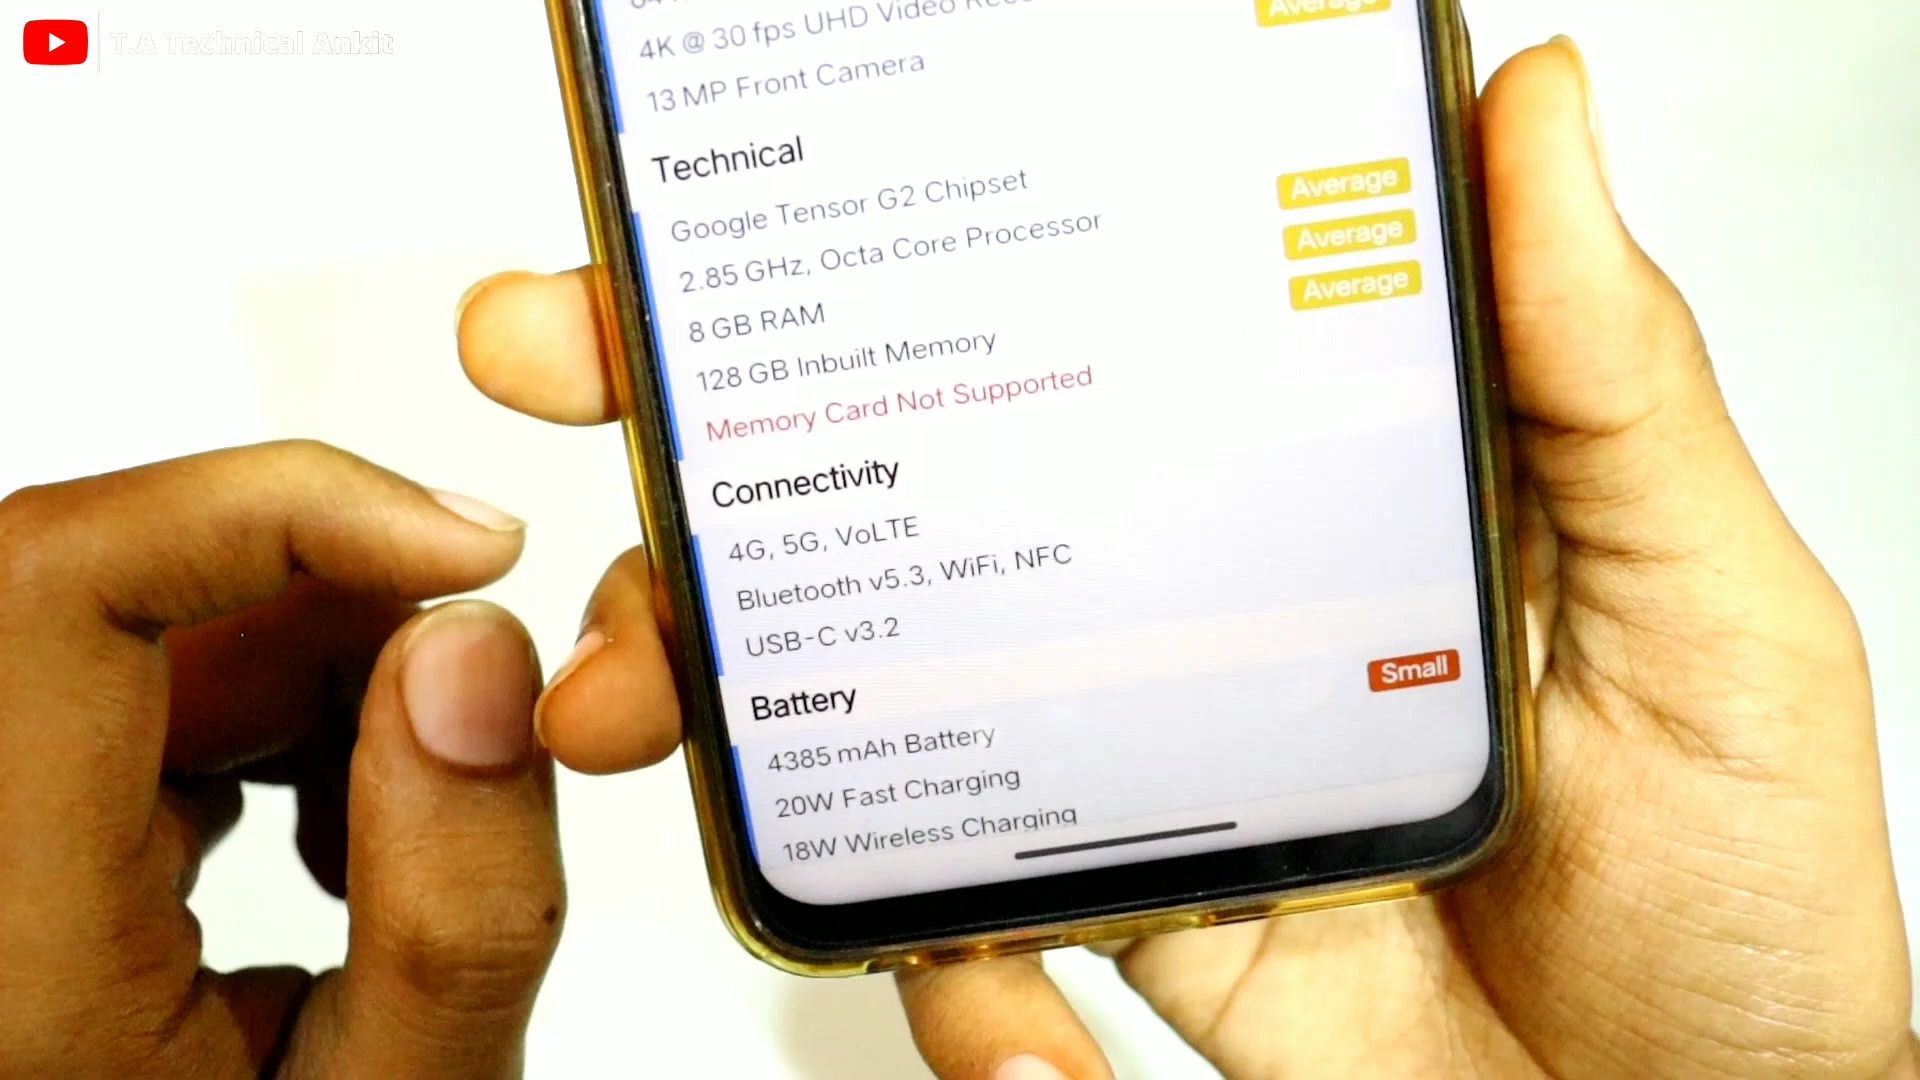 T.A Technical Ankit
4K @ 30 fps UHD Video
Average
13 MP Front Camera
Technical
Google Tensor G2 Chipset
Average
2.85 GHz, Octa Core Processor
Average
8 GB RAM
Average
128 GB Inbuilt Memory
Memory Card Not Supported
Connectivity
4G, 5G, VoLTE
Bluetooth v5.3, WiFi, NFC
USB-C v3.2
Battery
Small
4385 mAh Battery
20W Fast Charging
18W Wireless Charging